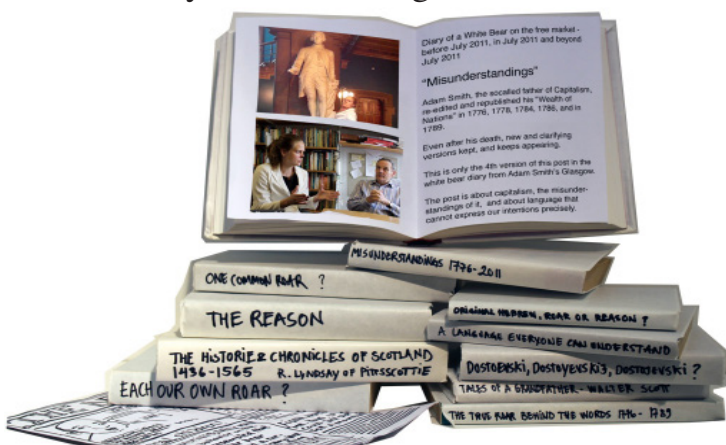 Diary of a White Bear on the free market -
before July 2011, in July 2011 and beyond
July 2011
"Misunderstandings"
Adam Smith, the socalled father of Capitalism,
re-edited and republished his "Wealth of
Nations" in 1776, 1778, 1784, 1786, and in
1789.
Even after his death, new and clarifying
versions kept, and keeps appearing.
This is only the 4th version of this post in the
white bear diary from Adam Smith's Glasgow.
The post is about capitalism, the misunder-
standings of it, and about language that
cannot express our intentions precisely.
MISUNDERSTANDINGS 1776-2011
ONE COMMON ROAR ?
THE REASON
THE HISTORIE & CHRONICLES OF SCOTLAND
1436-1565 R. LYNDSAY OF PITSSCOTTIE
EACH OUR OWN ROAR ?
ORIGINAL HEBREW, ROAR OR REASON ?
A LANGUAGE EVERYONE CAN UNDERSTAND
DOSTOEVSKI, DOSTOYEVSKIJ, DOSTOJEVSKI ?
TALES OF A GRANDFATHER - WALTER SCOTT
THE TRUE ROAR BEHIND THE WORDS 1776 - 1789